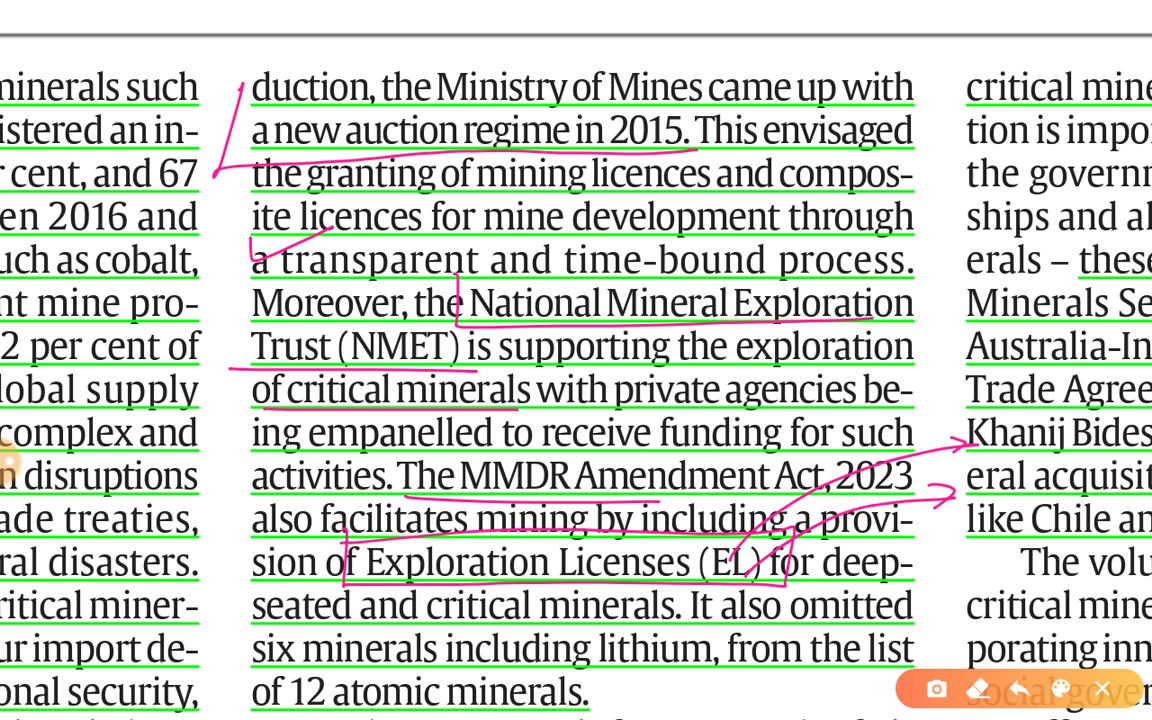 minerals such
istered an in-
r cent, and 67
en 2016 and
uch as cobalt,
nt mine pro-
2 per cent of
lobal supply
complex and
n disruptions
ade treaties,
ral disasters.
ritical miner-
ur import de-
onal security,
duction, the Ministry of Mines came up with
a new auction regime in 2015. This envisaged
the granting of mining licences and compos-
ite licences for mine development through
a transparent and time-bound process.
Moreover, the National Mineral Exploration
Trust (NMET) is supporting the exploration
of critical minerals with private agencies be-
ing empanelled to receive funding for such
activities. The MMDR Amendment Act, 2023
also facilitates mining by including a provi-
sion of Exploration Licenses (EL) for deep-
seated and critical minerals. It also omitted
six minerals including lithium, from the list
of 12 atomic minerals.
critical mine
tion is impor
the governm
ships and al
erals – these
Minerals Se
Australia-In
Trade Agree
Khanij Bides
eral acquisit
like Chile an
The volu
critical mine
porating inn
social gover